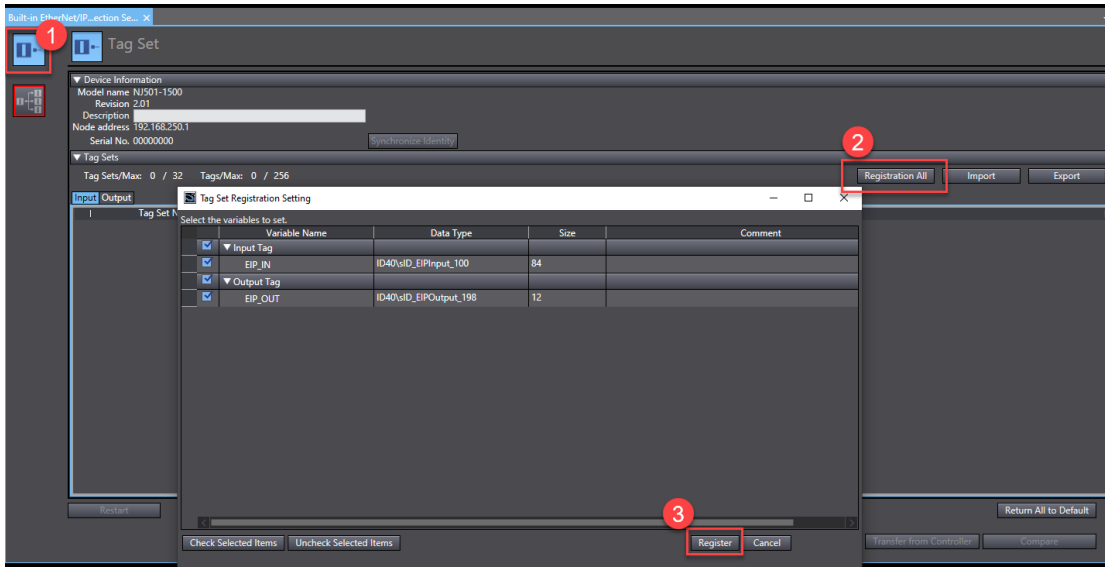 Built-in EtherNet/IP...ection Se... X
1
Tag Set
▼ Device Information
Model name NJ501-1500
Revision 2.01
Description
Node address 192.168.250.1
Serial No. 00000000
Synchronize Identity
▼ Tag Sets
2
Tag Sets/Max: 0 / 32 Tags/Max: 0 / 256
Registration All Import Export
Input Output
Tag Set N
Tag Set Registration Setting
Select the variables to set.
Variable Name Data Type Size Comment
▼ Input Tag
EIP_IN ID40\sID_EIPInput_100 84
▼ Output Tag
EIP_OUT ID40\sID_EIPOutput_198 12
3
Restart Return All to Default
Check Selected Items Uncheck Selected Items Register Cancel Transfer from Controller Compare